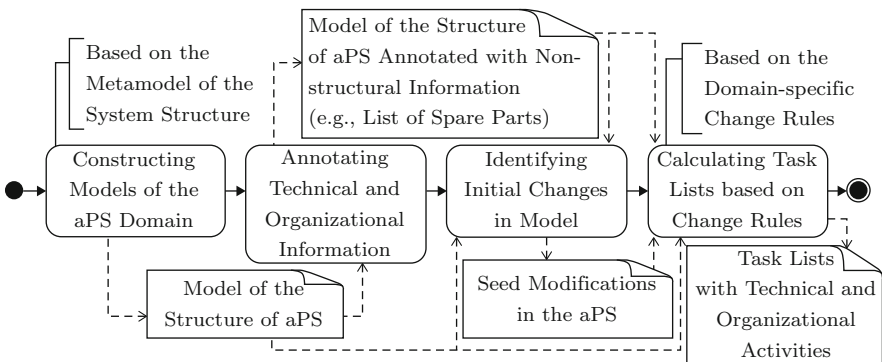 Based on the
Metamodel of the
System Structure
Model of the Structure
of aPS Annotated with Non-
structural Information
(e.g., List of Spare Parts)
Based on the
Domain-specific
Change Rules
Constructing
Models of the
aPS Domain
Annotating
Technical and
Organizational
Information
Identifying
Initial Changes
in Model
Calculating Task
Lists based on
Change Rules
Model of the
Structure of aPS
Seed Modifications
in the aPS
Task Lists
with Technical and
Organizational
Activities